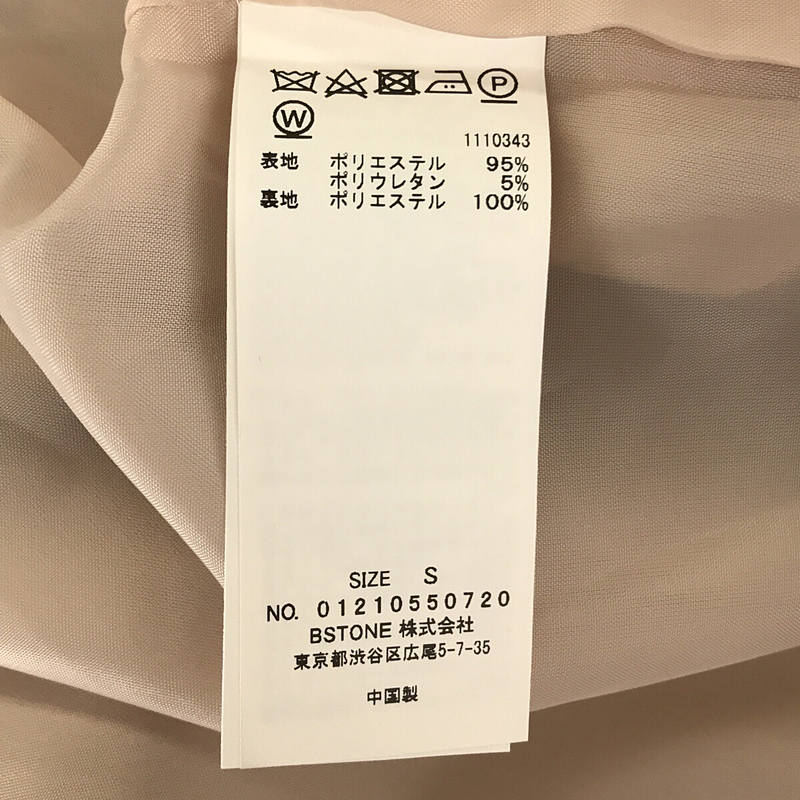 P
W
1110343
表地 ポリエステル 95%
ポリウレタン 5%
裏地 ポリエステル 100%
SIZE S
NO. 01210550720
BSTONE 株式会社
東京都渋谷区広尾5-7-35
中国製